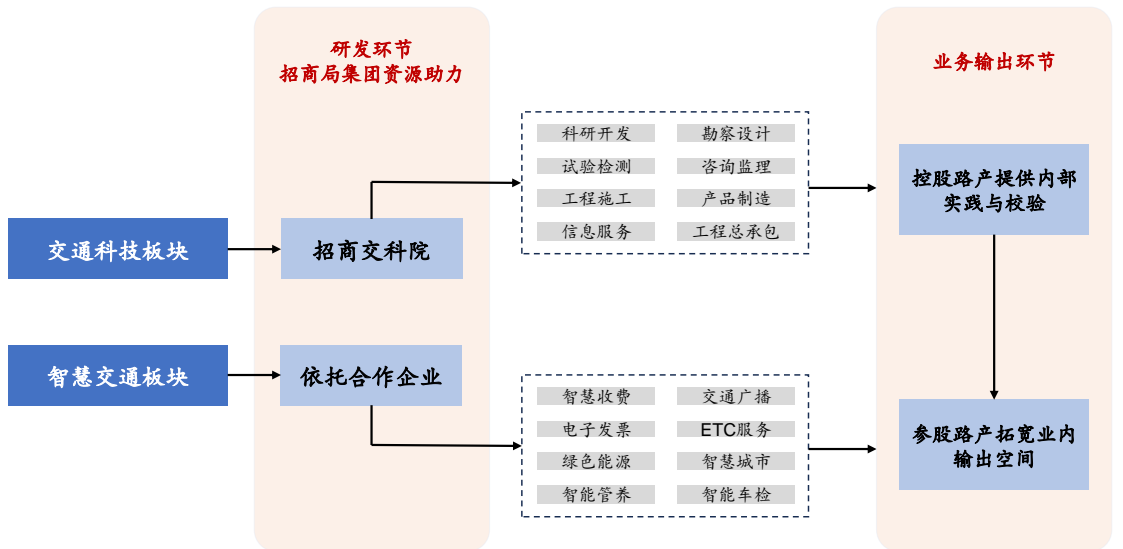 研发环节
招商局集团资源助力
业务输出环节
交通科技板块
招商交科院
科研开发
勘察设计
试验检测
咨询监理
工程施工
产品制造
信息服务
工程总承包
控股路产提供内部
实践与校验
智慧交通板块
依托合作企业
智慧收费
交通广播
电子发票
ETC服务
绿色能源
智慧城市
智能管养
智能车检
参股路产拓宽业内
输出空间